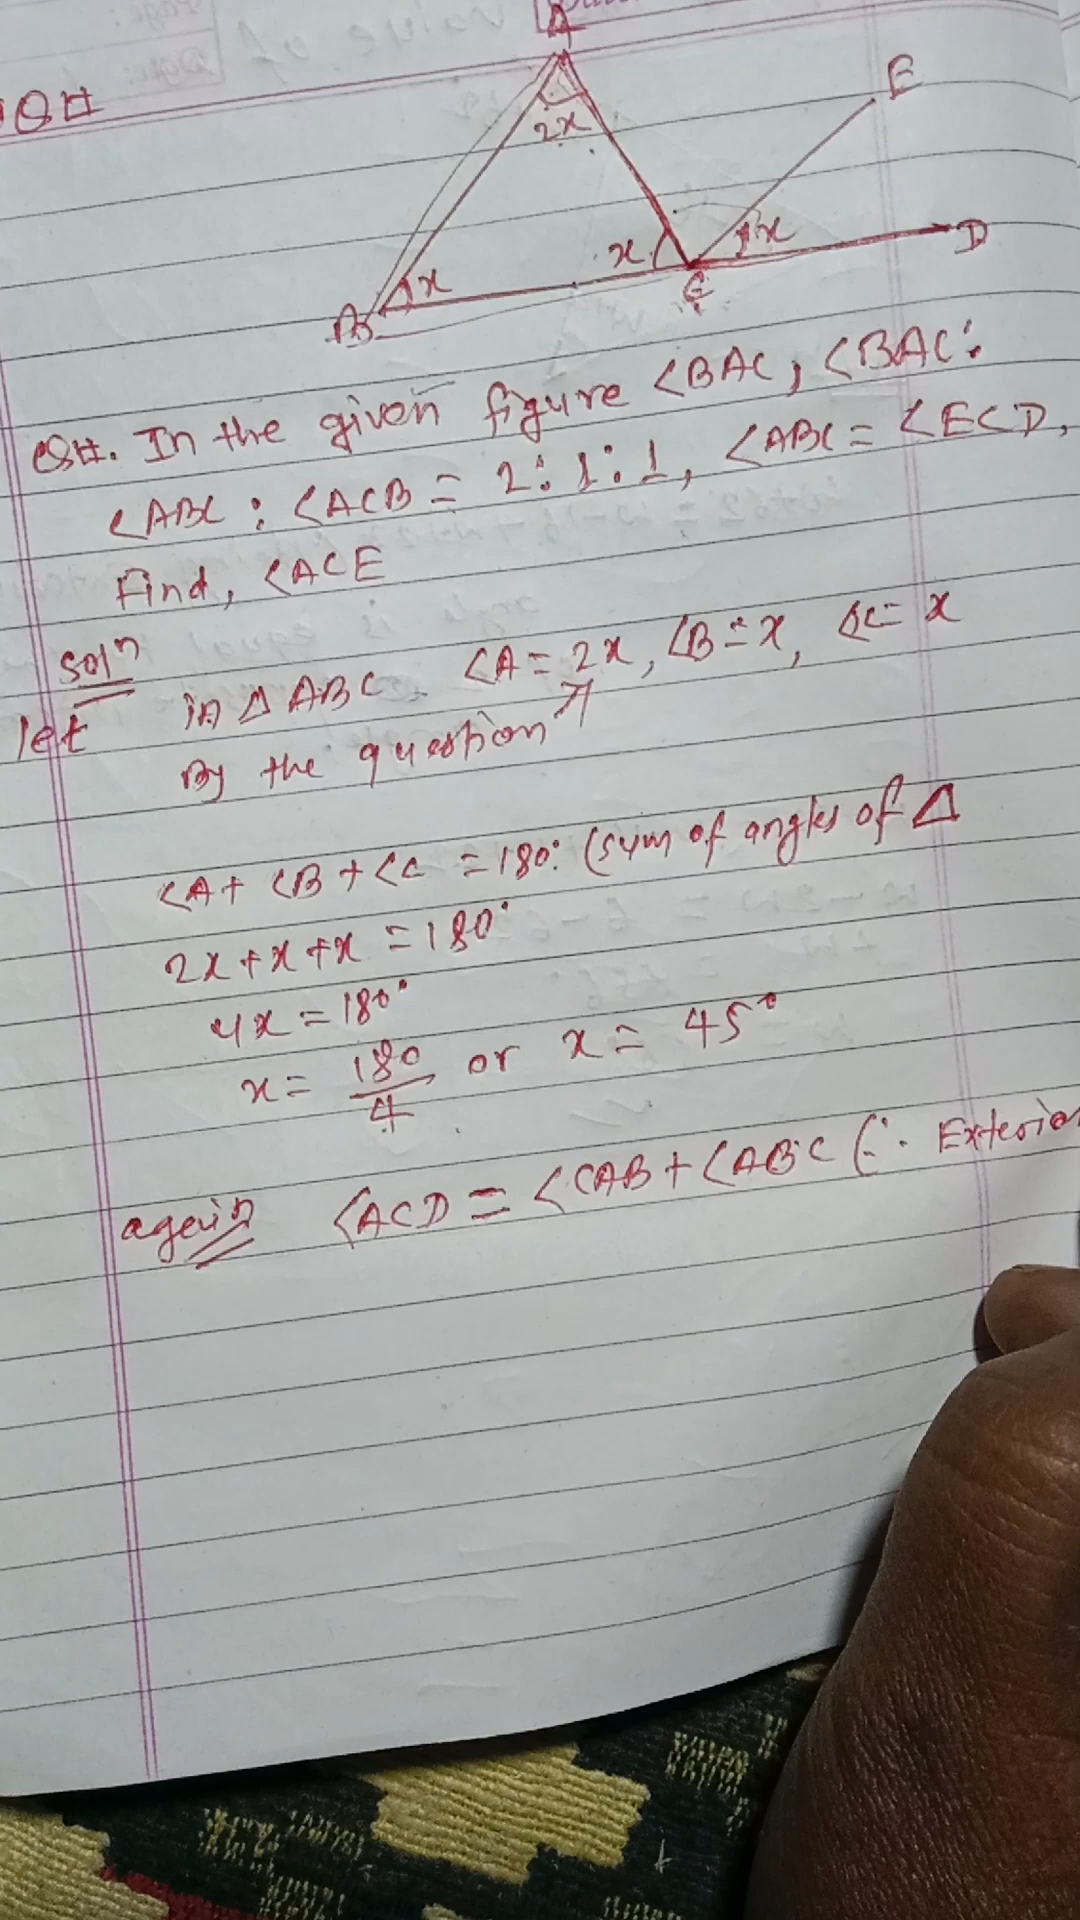 Q#
A
E
2x
x
x
x
D
B
C
Q#. In the given figure ∠BAC, ∠BAC:
∠ABC : ∠ACB = 2:1:1, ∠ABC = ∠ECD,
Find, ∠ACE
Solⁿ
let in Δ ABC ∠A = 2x, ∠B = x, ∠C = x
By the question
∠A + ∠B + ∠C = 180° (sum of angles of Δ
2x + x + x = 180°
4x = 180°
x = 180/4 or x = 45°
again ∠ACD = ∠CAB + ∠ABC (∵ Exterior